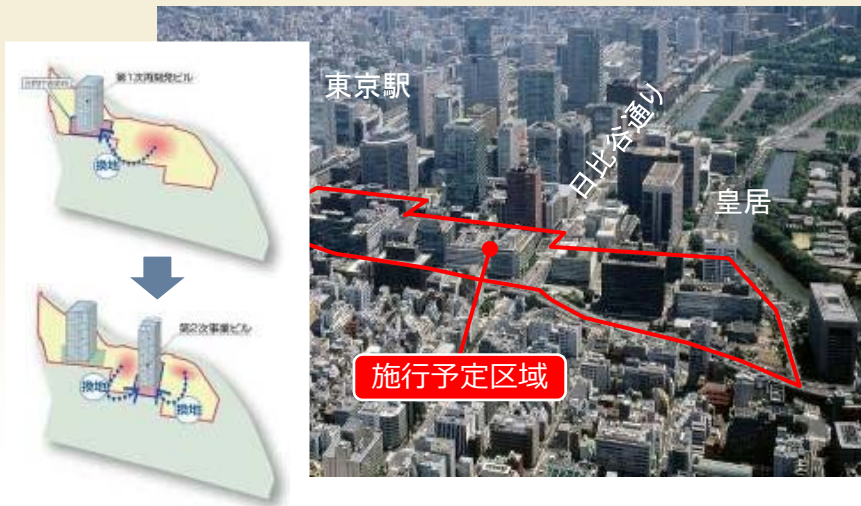 第1次再開発ビル
換地
第2次事業ビル
換地
換地
東京駅
日比谷通り
皇居
施行予定区域